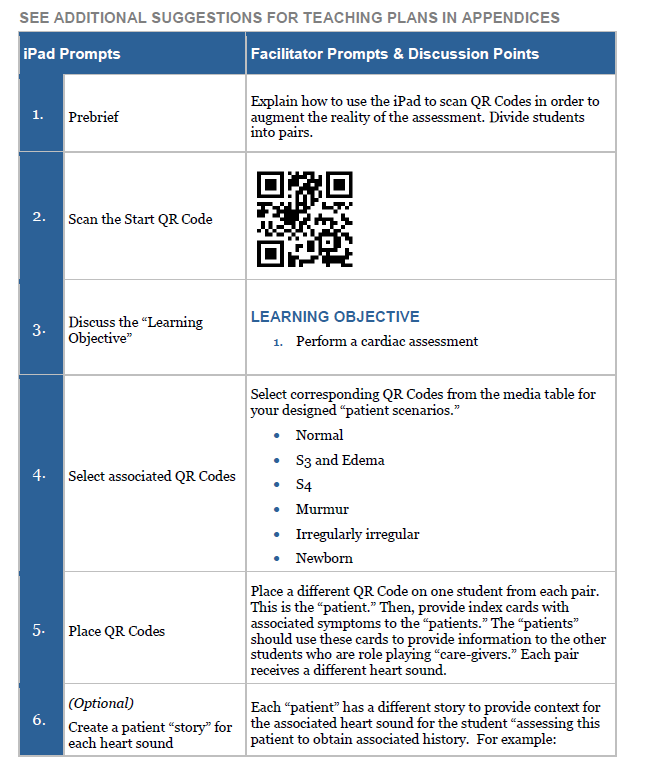 SEE ADDITIONAL SUGGESTIONS FOR TEACHING PLANS IN APPENDICES
iPad Prompts
Facilitator Prompts & Discussion Points
1.
Prebrief
Explain how to use the iPad to scan QR Codes in order to
augment the reality of the assessment. Divide students
into pairs.
2.
Scan the Start QR Code
3.
Discuss the “Learning
Objective”
LEARNING OBJECTIVE
1. Perform a cardiac assessment
4.
Select associated QR Codes
Select corresponding QR Codes from the media table for
your designed “patient scenarios.”
• Normal
• S3 and Edema
• S4
• Murmur
• Irregularly irregular
• Newborn
5.
Place QR Codes
Place a different QR Code on one student from each pair.
This is the “patient.” Then, provide index cards with
associated symptoms to the “patients.” The “patients”
should use these cards to provide information to the other
students who are role playing “care-givers.” Each pair
receives a different heart sound.
6.
(Optional)
Create a patient “story” for
each heart sound
Each “patient” has a different story to provide context for
the associated heart sound for the student “assessing this
patient to obtain associated history.  For example: